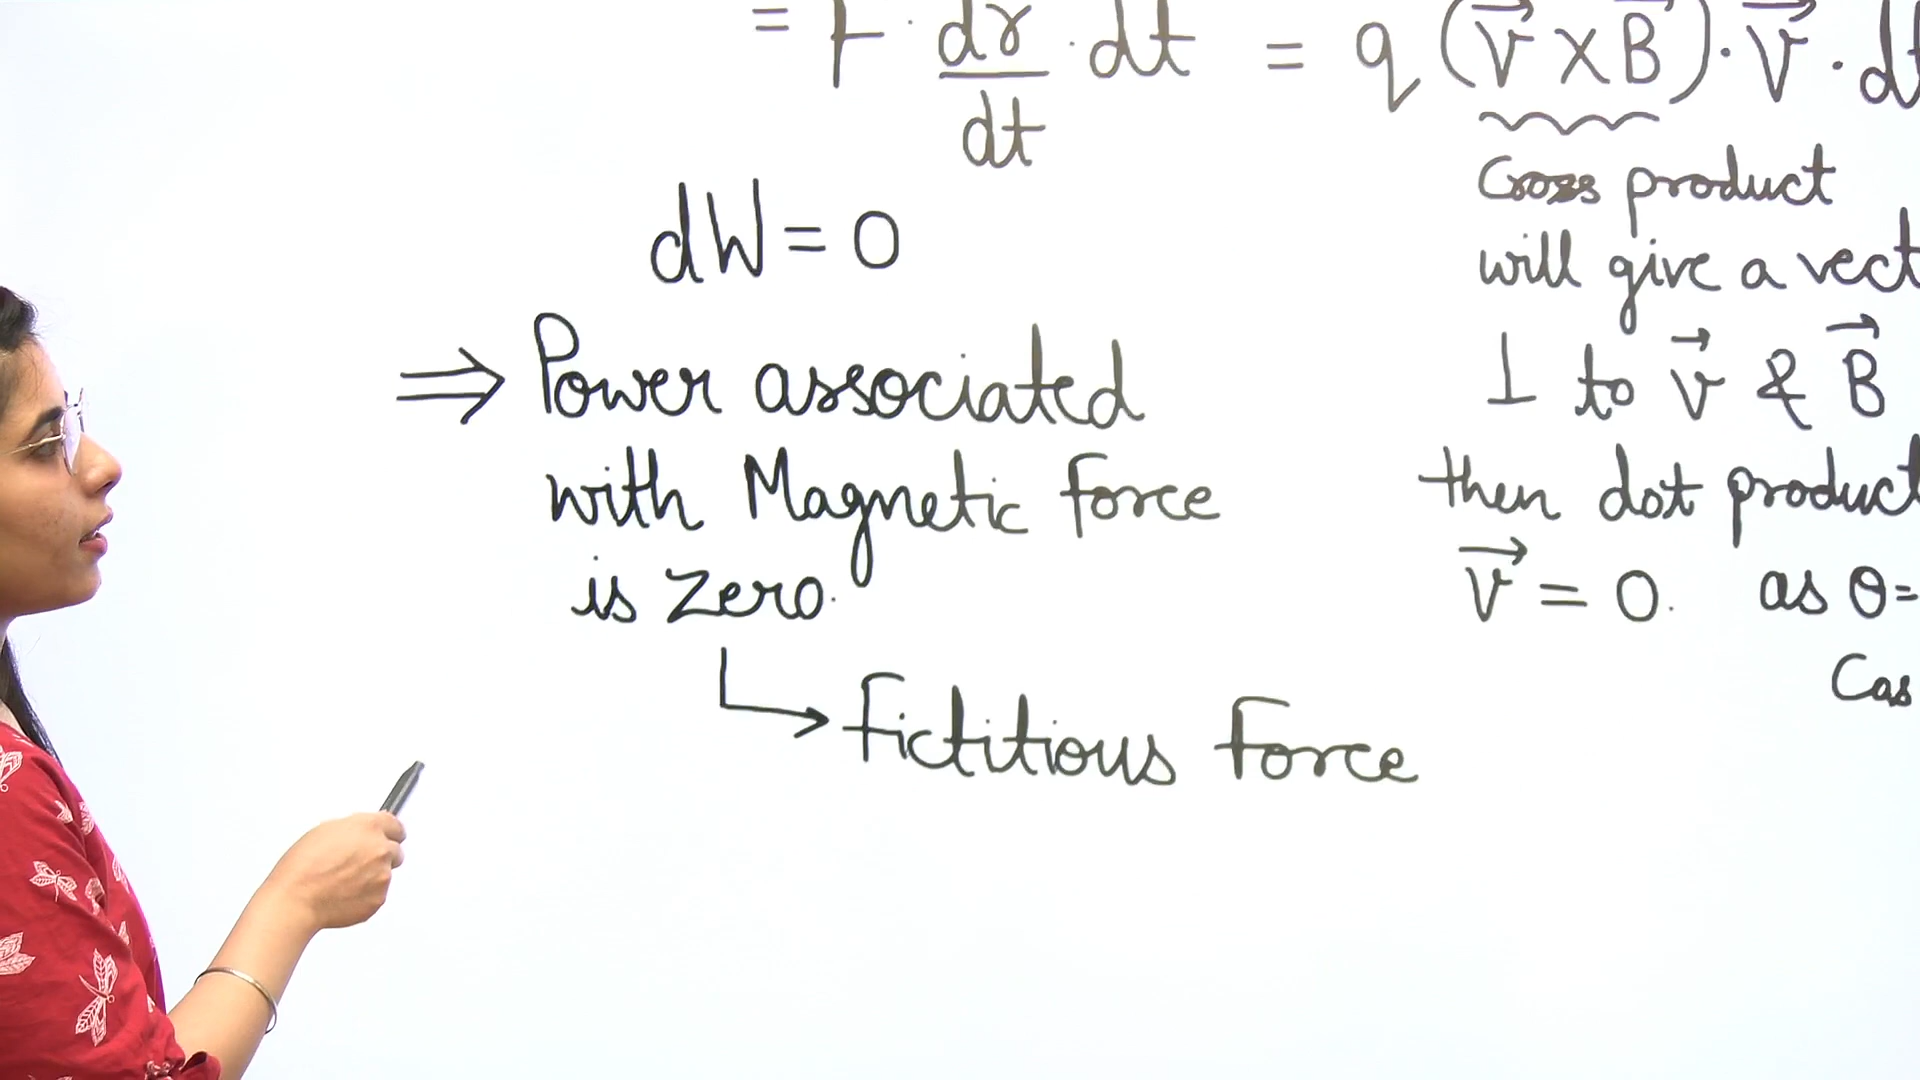 = F · dr/dt · dt = q (v⃗ × B⃗) · v⃗ · dt
dW = 0
⇒ Power associated
with Magnetic force
is zero.
↳ Fictitious force
Cross product
will give a vect
⊥ to v⃗ & B⃗
then dot product
v⃗ = 0. as θ=
Cas